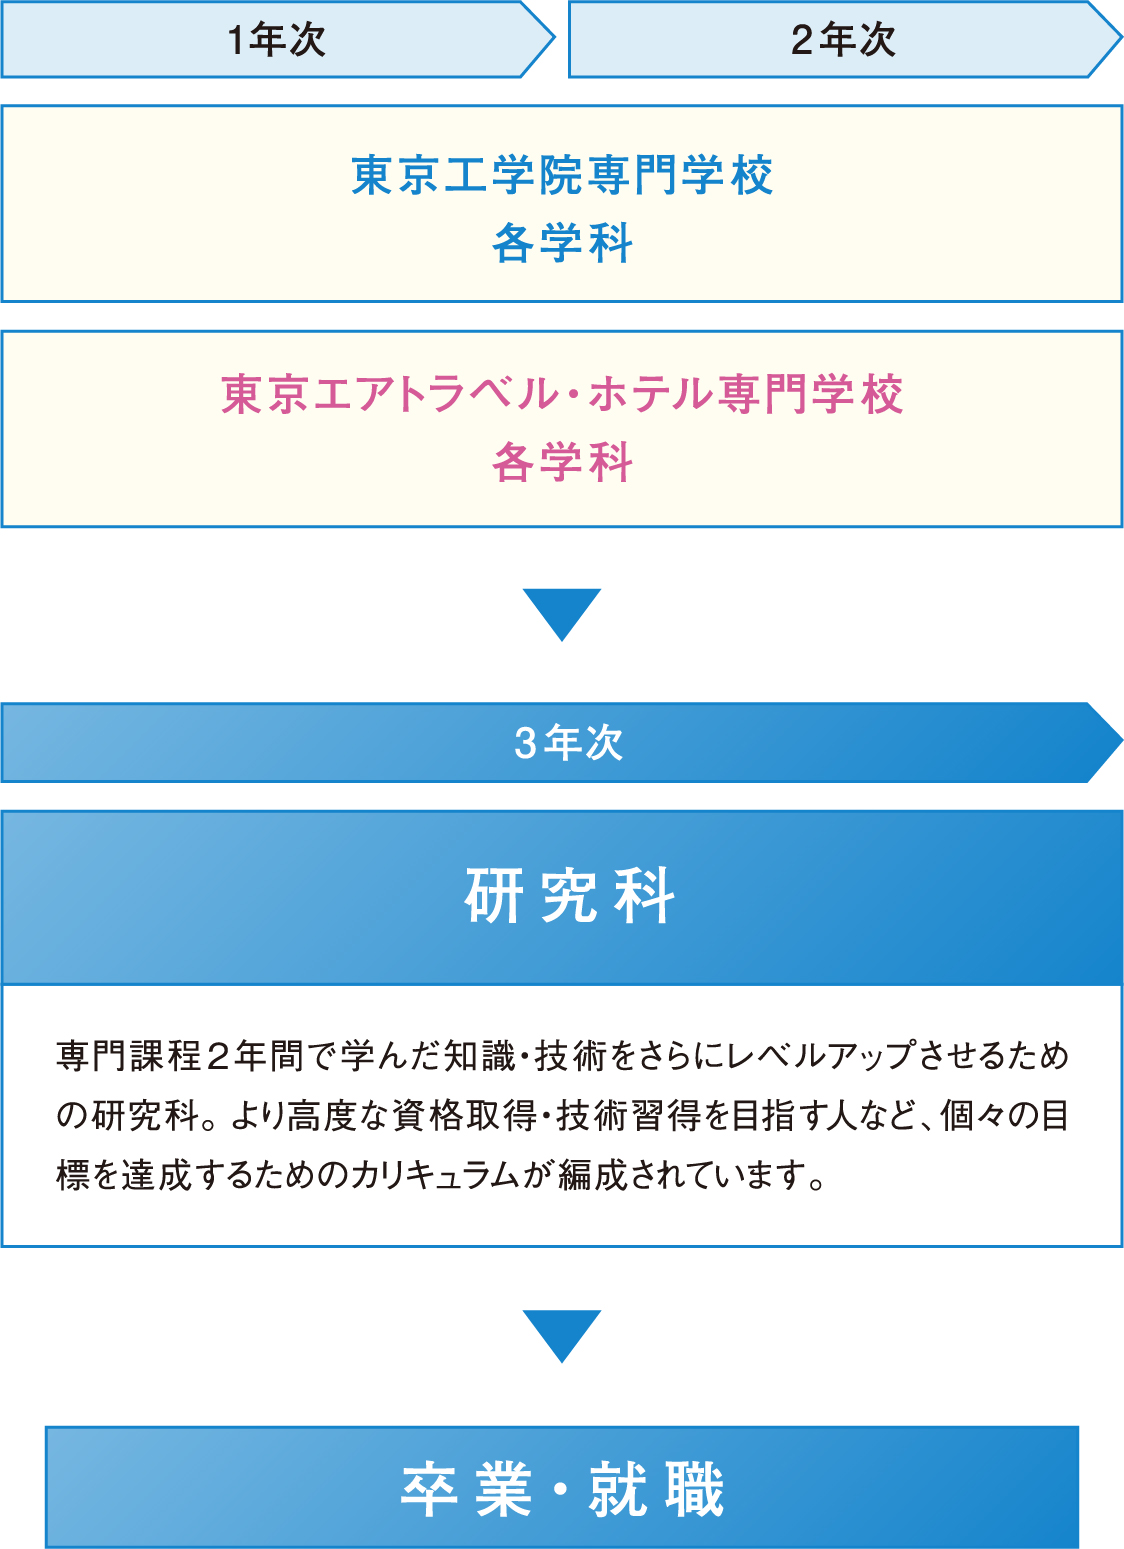 1年次
2年次
東京工学院専門学校
各学科
東京エアトラベル・ホテル専門学校
各学科
3年次
研究科
専門課程2年間で学んだ知識・技術をさらにレベルアップさせるため
の研究科。より高度な資格取得・技術習得を目指す人など、個々の目
標を達成するためのカリキュラムが編成されています。
卒業・就職